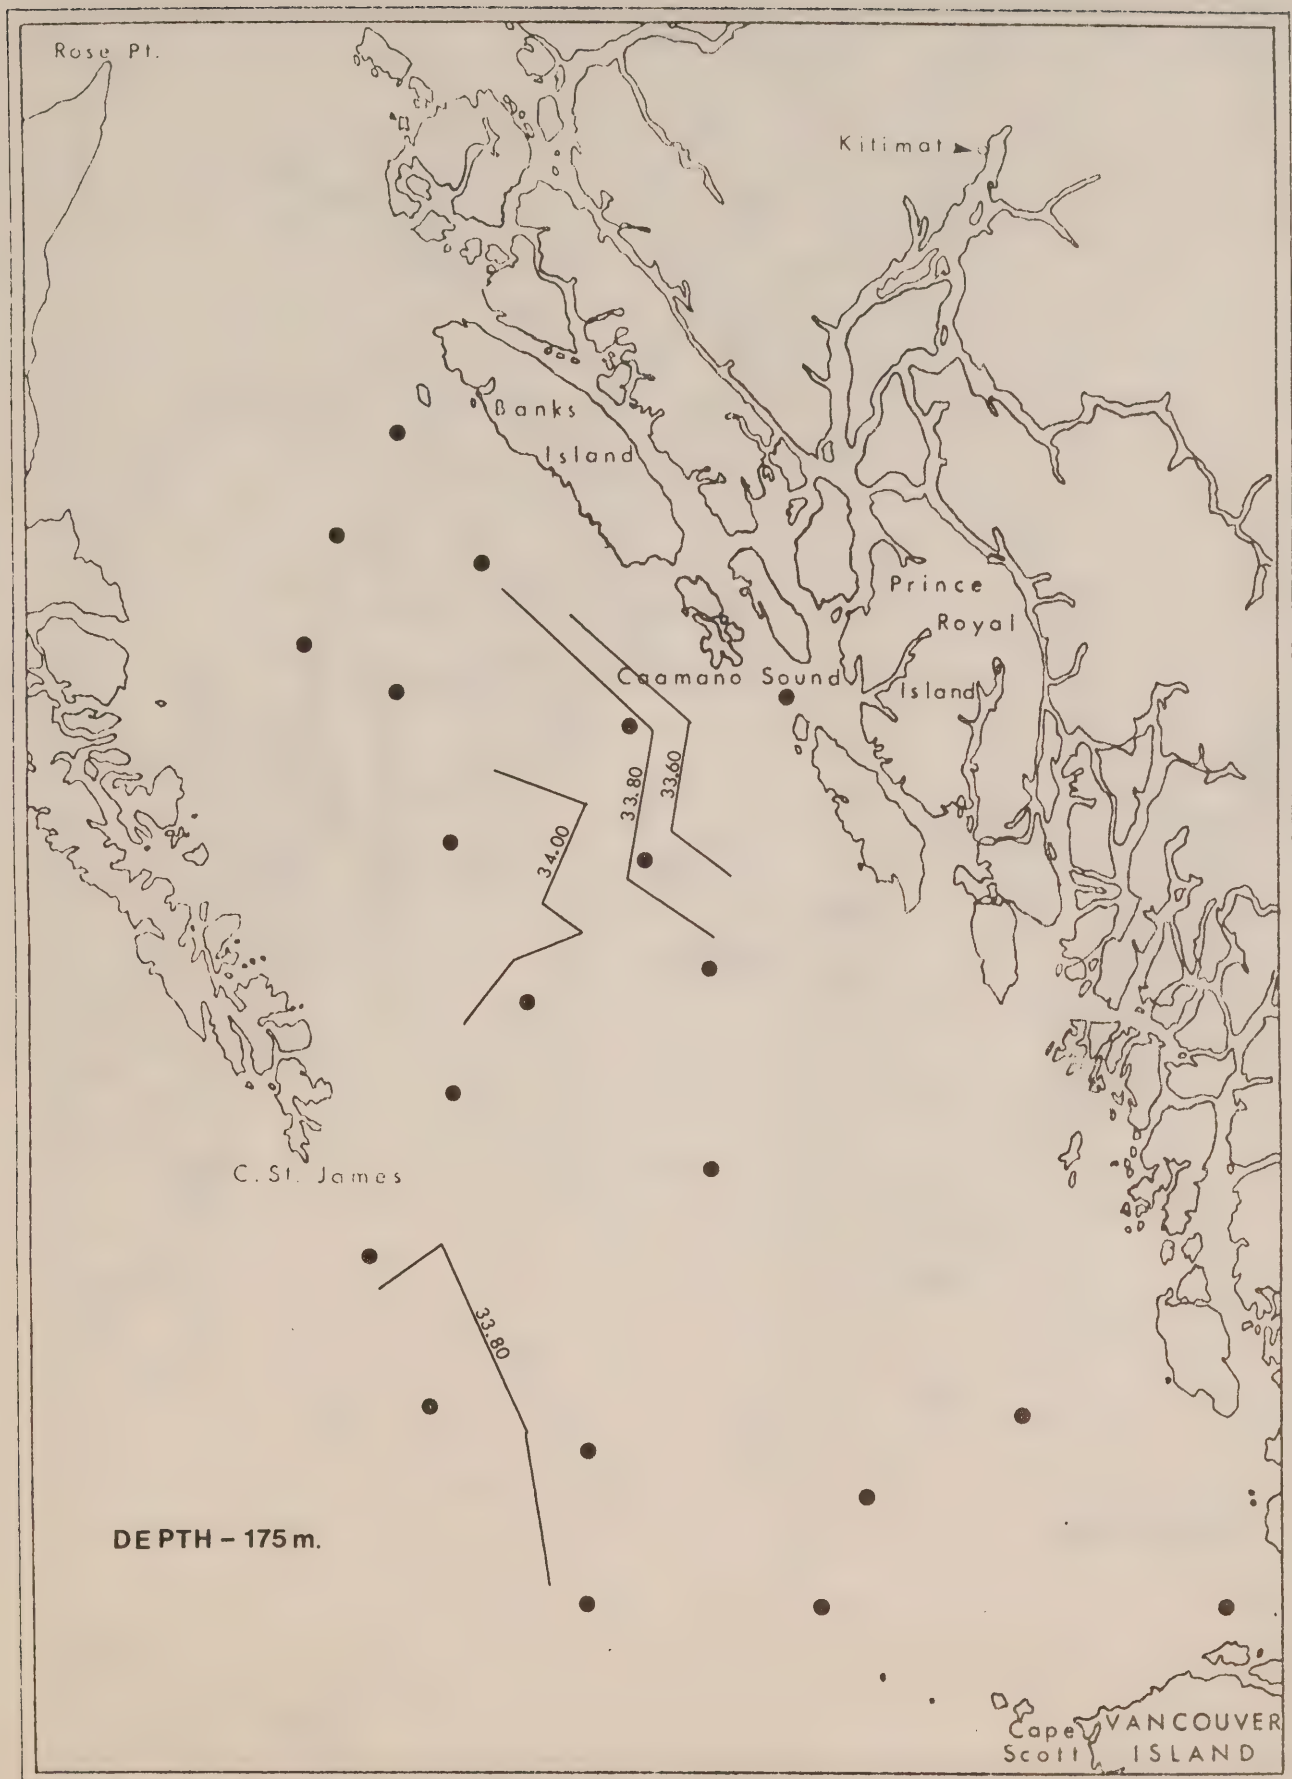 Rose Pt.
Kitimat
Banks
Island
Prince
Royal
Island
Caamano Sound
33.80
33.60
34.00
C. St. James
33.80
DEPTH – 175 m.
Cape
Scott
VANCOUVER
ISLAND